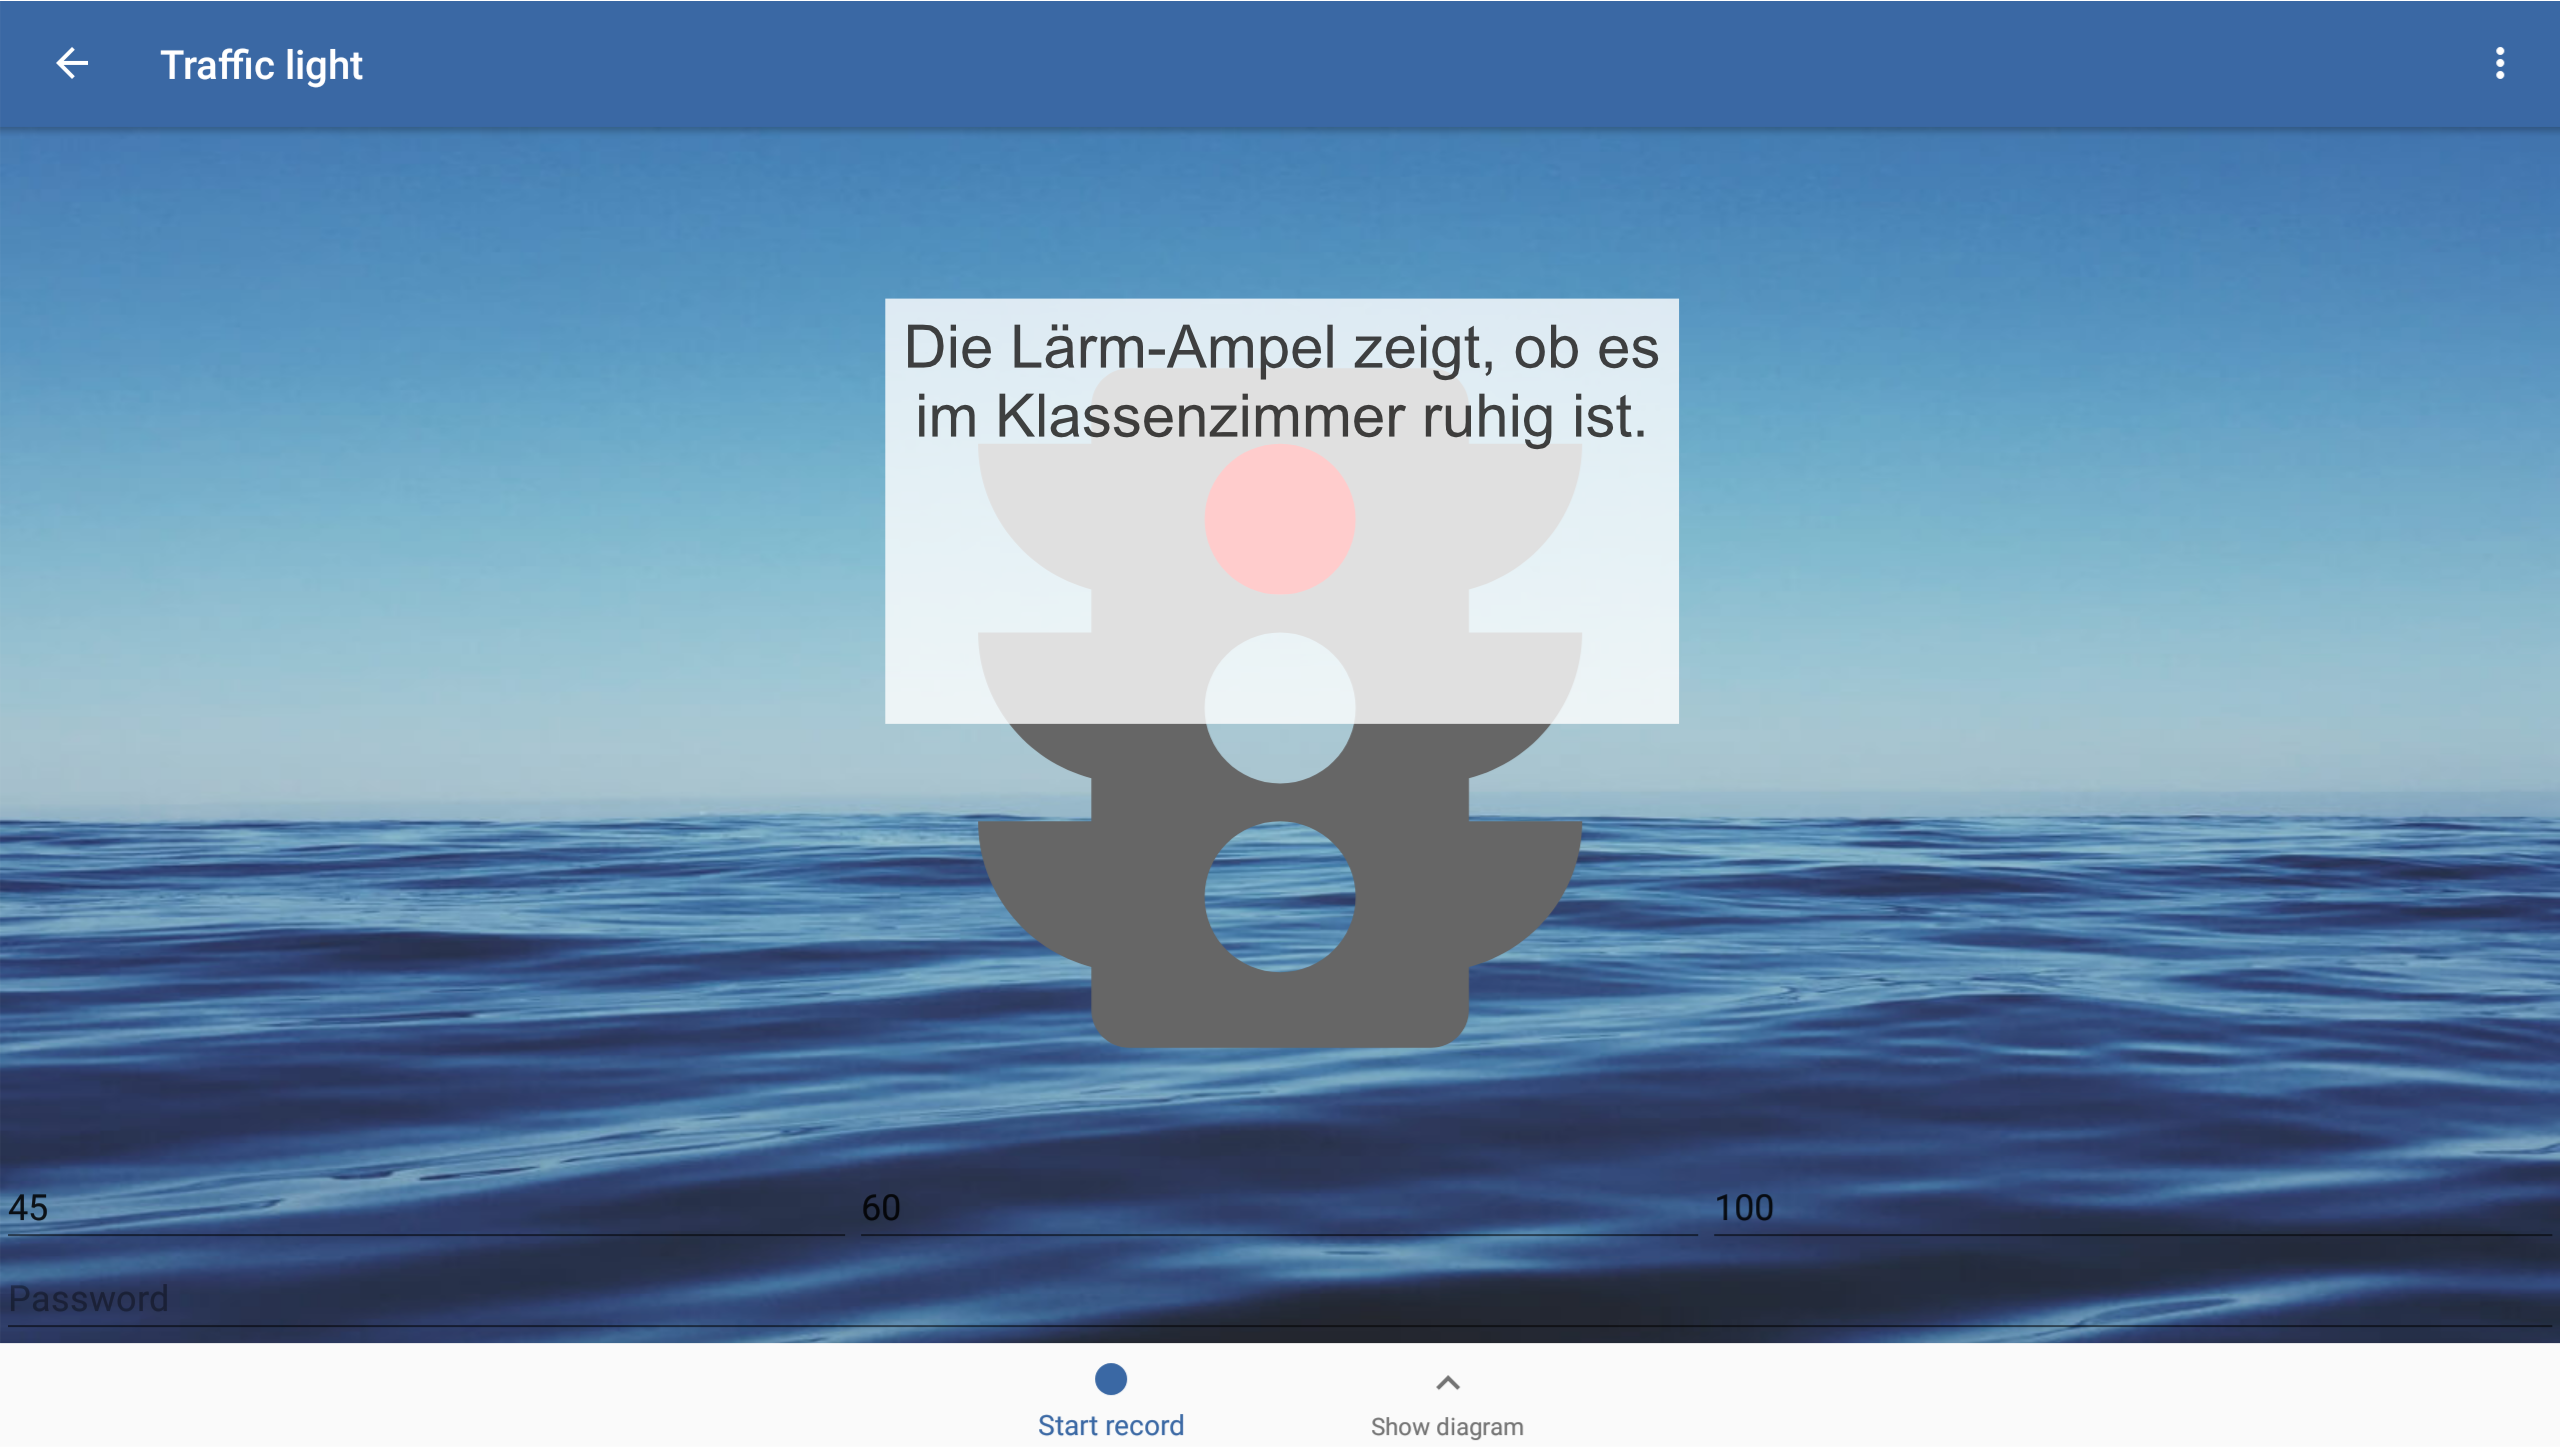 Traffic light
Die Lärm-Ampel zeigt, ob es
im Klassenzimmer ruhig ist.
45
60
100
Password
Start record
Show diagram